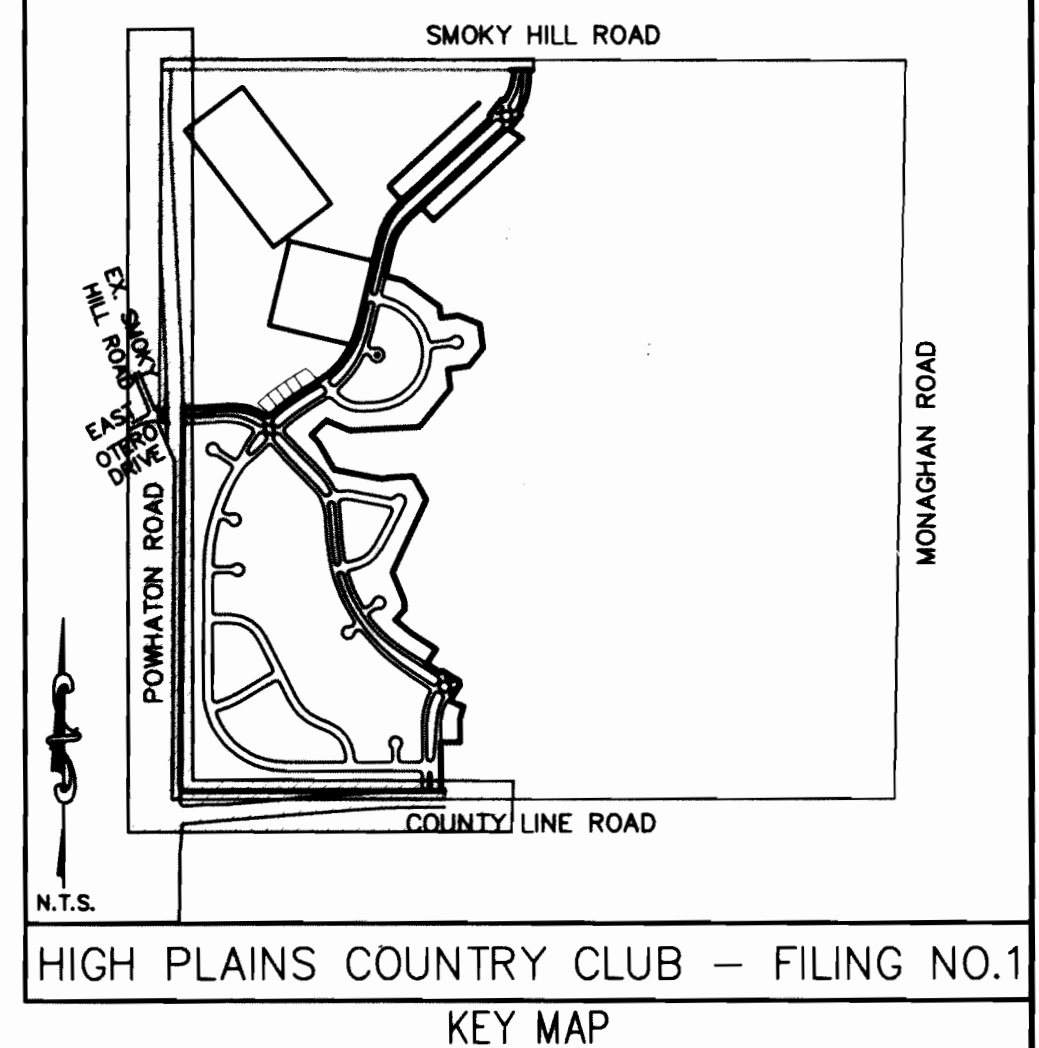 SMOKY HILL ROAD
EX. SMOKY
HILL ROAD
EAST
OTERO
DRIVE
POWHATON ROAD
MONAGHAN ROAD
COUNTY LINE ROAD
N.T.S.
HIGH PLAINS COUNTRY CLUB – FILING NO.1
KEY MAP